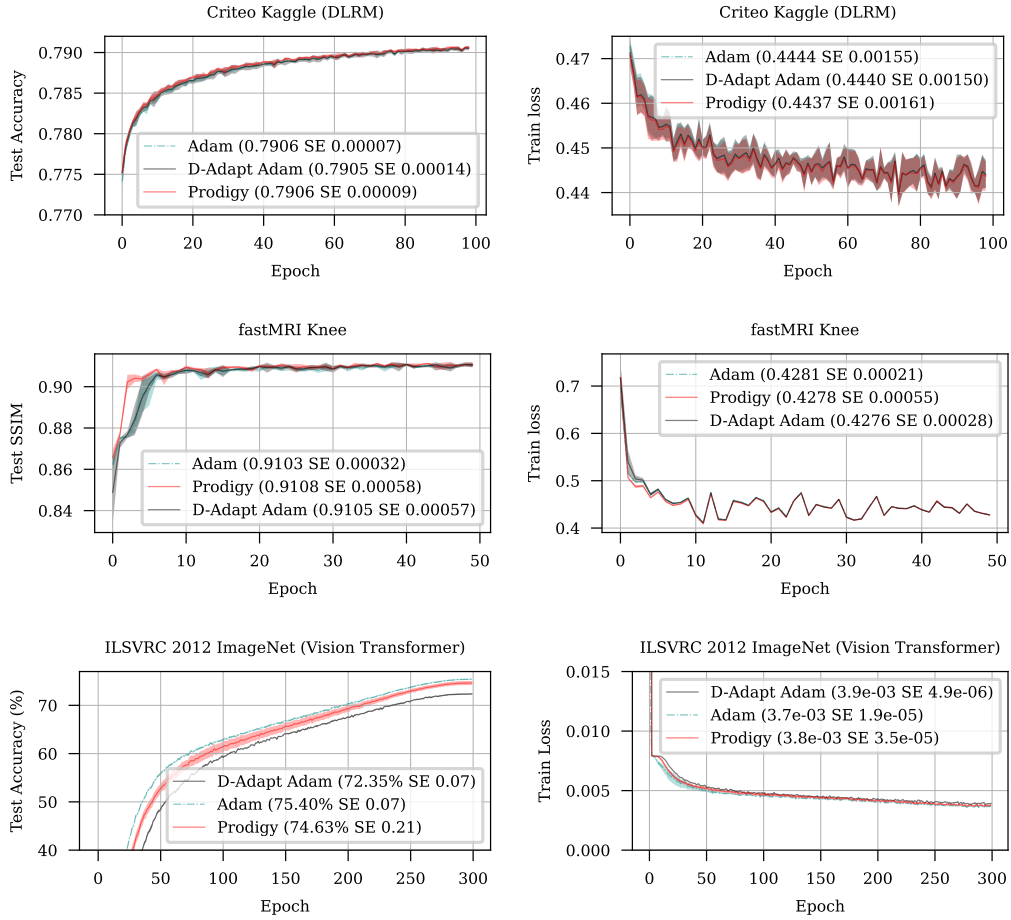 Criteo Kaggle (DLRM)
Test Accuracy
0.790
0.785
0.780
0.775
0.770
Adam (0.7906 SE 0.00007)
D-Adapt Adam (0.7905 SE 0.00014)
Prodigy (0.7906 SE 0.00009)
0 20 40 60 80 100
Epoch
Criteo Kaggle (DLRM)
Train loss
0.47
0.46
0.45
0.44
Adam (0.4444 SE 0.00155)
D-Adapt Adam (0.4440 SE 0.00150)
Prodigy (0.4437 SE 0.00161)
0 20 40 60 80 100
Epoch
fastMRI Knee
Test SSIM
0.90
0.88
0.86
0.84
Adam (0.9103 SE 0.00032)
Prodigy (0.9108 SE 0.00058)
D-Adapt Adam (0.9105 SE 0.00057)
0 10 20 30 40 50
Epoch
fastMRI Knee
Train loss
0.7
0.6
0.5
0.4
Adam (0.4281 SE 0.00021)
Prodigy (0.4278 SE 0.00055)
D-Adapt Adam (0.4276 SE 0.00028)
0 10 20 30 40 50
Epoch
ILSVRC 2012 ImageNet (Vision Transformer)
Test Accuracy (%)
70
60
50
40
D-Adapt Adam (72.35% SE 0.07)
Adam (75.40% SE 0.07)
Prodigy (74.63% SE 0.21)
0 50 100 150 200 250 300
Epoch
ILSVRC 2012 ImageNet (Vision Transformer)
Train Loss
0.015
0.010
0.005
0.000
D-Adapt Adam (3.9e-03 SE 4.9e-06)
Adam (3.7e-03 SE 1.9e-05)
Prodigy (3.8e-03 SE 3.5e-05)
0 50 100 150 200 250 300
Epoch